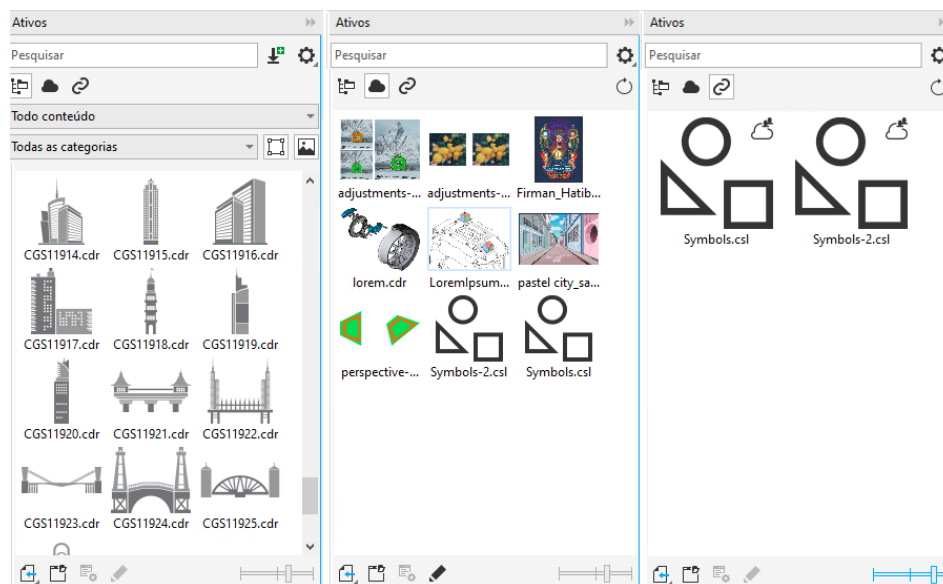 Ativos
Pesquisar
Todo conteúdo
Todas as categorias
CGS11914.cdr CGS11915.cdr CGS11916.cdr
CGS11917.cdr CGS11918.cdr CGS11919.cdr
CGS11920.cdr CGS11921.cdr CGS11922.cdr
CGS11923.cdr CGS11924.cdr CGS11925.cdr
Ativos
Pesquisar
adjustments-... adjustments-... Firman_Hatib...
lorem.cdr LoremIpsum... pastel city_sa...
perspective-... Symbols-2.csl Symbols.csl
Ativos
Pesquisar
Symbols.csl Symbols-2.csl